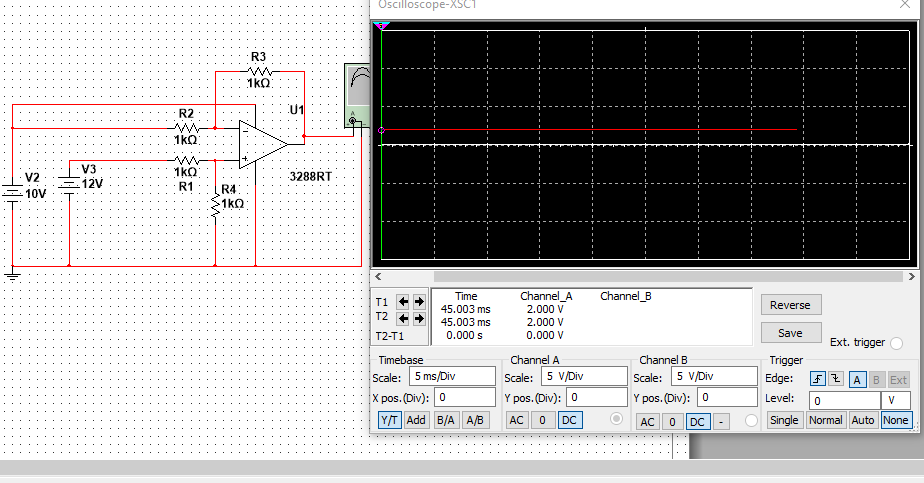 Oscilloscope-XSC1
R3
1kΩ
U1
R2
1kΩ
3288RT
V3
12V
1kΩ
R1
V2
10V
R4
1kΩ
A
T1
T2
T2-T1
Time Channel_A Channel_B
45.003 ms 2.000 V
45.003 ms 2.000 V
0.000 s 0.000 V
Reverse
Save
Ext. trigger
Timebase
Scale: 5 ms/Div
X pos.(Div): 0
Y/T Add B/A A/B
Channel A
Scale: 5 V/Div
Y pos.(Div): 0
AC 0 DC
Channel B
Scale: 5 V/Div
Y pos.(Div): 0
AC 0 DC -
Trigger
Edge: A B Ext
Level: 0 V
Single Normal Auto None